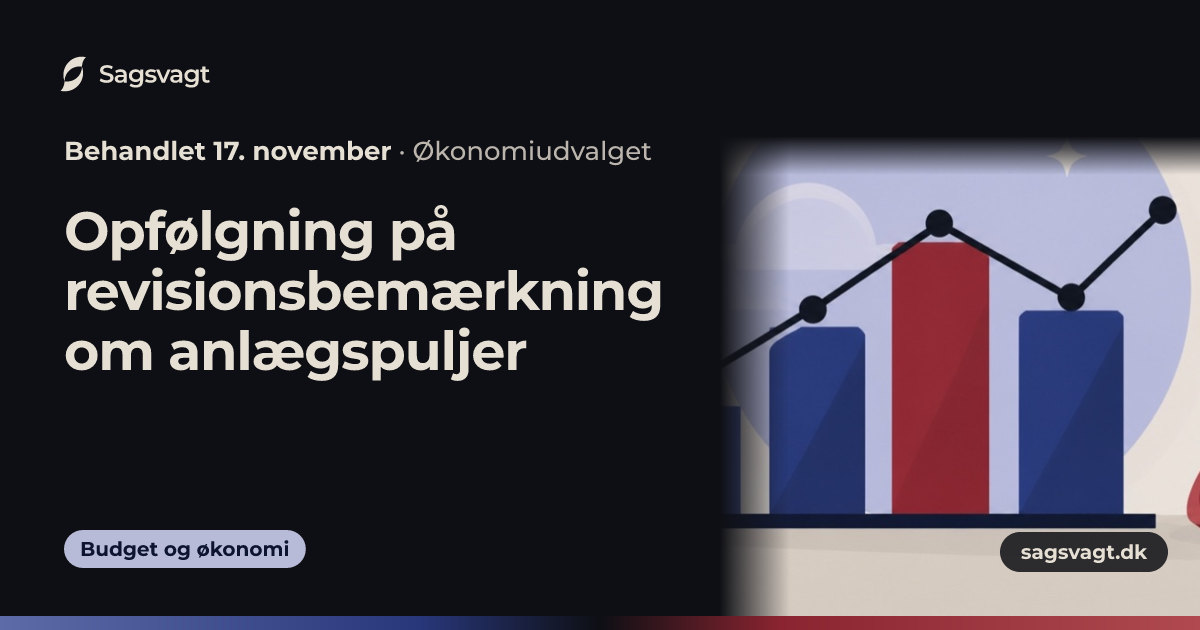 Sagsvagt
Behandlet 17. november · Økonomiudvalget
Opfølgning på
revisionsbemærkning
om anlægspuljer
Budget og økonomi
sagsvagt.dk